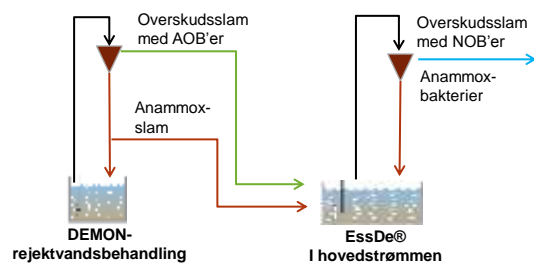 Overskudsslam
med AOB'er
Anammox-
slam
DEMON-
rejektvandsbehandling
Overskudsslam
med NOB'er
Anammox-
bakterier
EssDe®
I hovedstrømmen